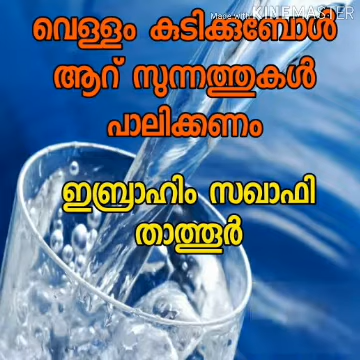 Made with KINEMASTER
വെള്ളം കുടിക്കുബോൾ
ആറ് സുന്നത്തുകൾ
പാലിക്കണം
ഇബ്രാഹിം സഖാഫി
താത്തൂർ